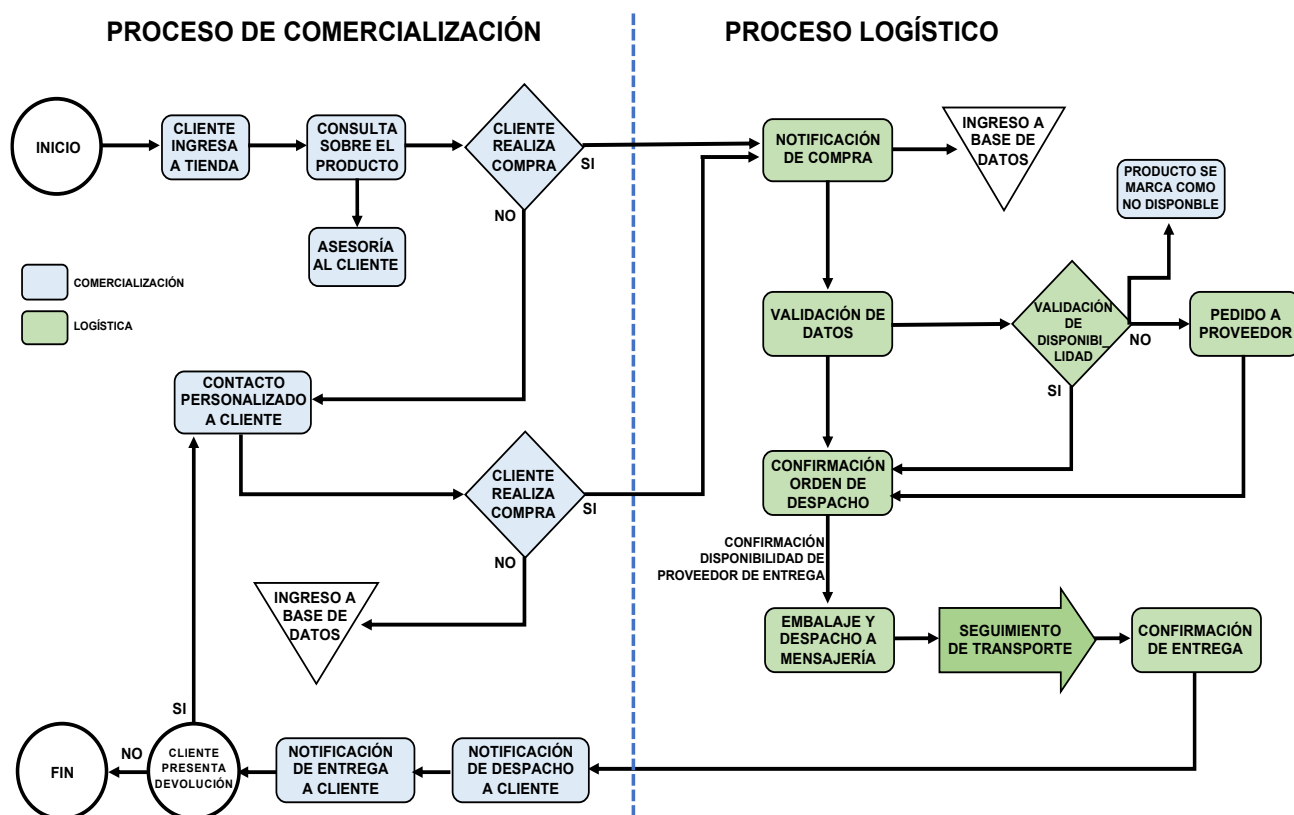 PROCESO DE COMERCIALIZACIÓN
PROCESO LOGÍSTICO
INICIO
CLIENTE
INGRESA
A TIENDA
CONSULTA
SOBRE EL
PRODUCTO
CLIENTE
REALIZA
COMPRA
SI
NO
ASESORÍA
AL CLIENTE
NOTIFICACIÓN
DE COMPRA
INGRESO A
BASE DE
DATOS
PRODUCTO SE
MARCA COMO
NO DISPONBLE
COMERCIALIZACIÓN
LOGÍSTICA
VALIDACIÓN DE
DATOS
VALIDACIÓN
DE
DISPONIBI_
LIDAD
NO
SI
PEDIDO A
PROVEEDOR
CONTACTO
PERSONALIZADO
A CLIENTE
CLIENTE
REALIZA
COMPRA
SI
NO
CONFIRMACIÓN
ORDEN DE
DESPACHO
CONFIRMACIÓN
DISPONIBILIDAD DE
PROVEEDOR DE ENTREGA
INGRESO A
BASE DE
DATOS
EMBALAJE Y
DESPACHO A
MENSAJERÍA
SEGUIMIENTO
DE TRANSPORTE
CONFIRMACIÓN
DE ENTREGA
SI
NO
FIN
CLIENTE
PRESENTA
DEVOLUCIÓN
NOTIFICACIÓN
DE ENTREGA
A CLIENTE
NOTIFICACIÓN
DE DESPACHO
A CLIENTE